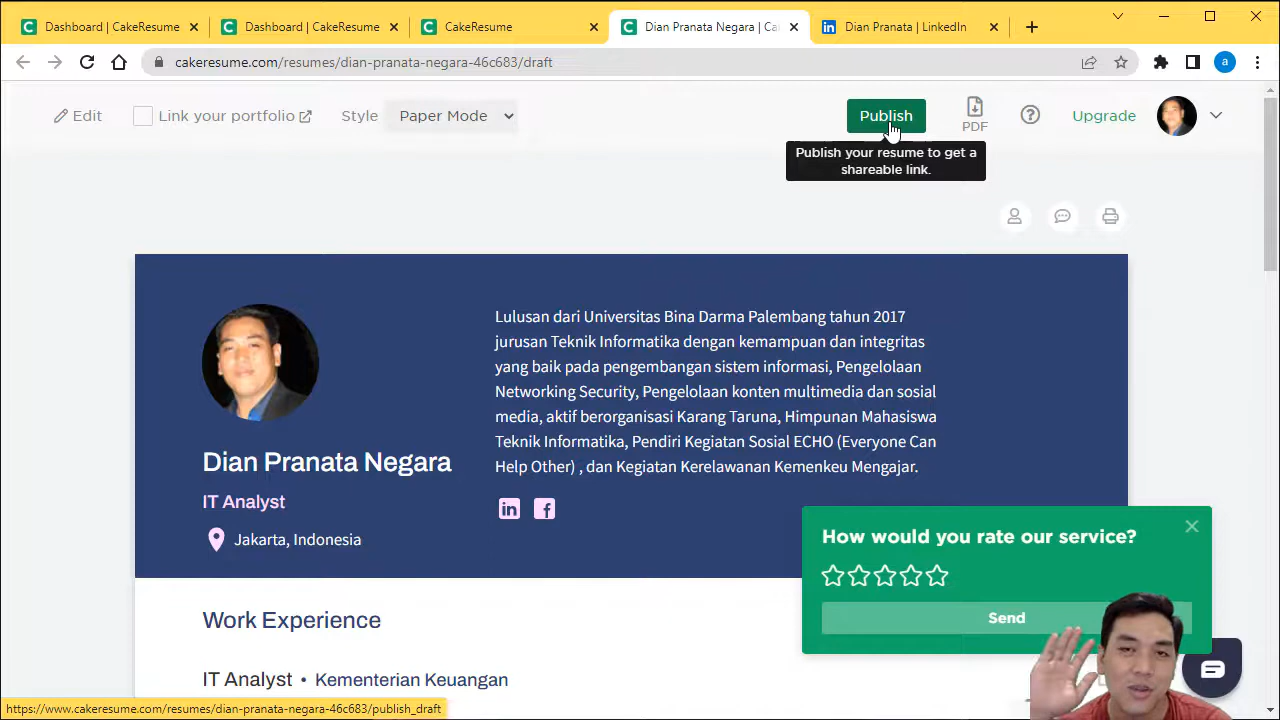 Dashboard | CakeResume
Dashboard | CakeResume
CakeResume
Dian Pranata Negara | Ca
Dian Pranata | LinkedIn
cakeresume.com/resumes/dian-pranata-negara-46c683/draft
a
Edit
Link your portfolio
Style
Paper Mode
Publish
PDF
Upgrade
Publish your resume to get a
shareable link.
Lulusan dari Universitas Bina Darma Palembang tahun 2017
jurusan Teknik Informatika dengan kemampuan dan integritas
yang baik pada pengembangan sistem informasi, Pengelolaan
Networking Security, Pengelolaan konten multimedia dan sosial
media, aktif berorganisasi Karang Taruna, Himpunan Mahasiswa
Teknik Informatika, Pendiri Kegiatan Sosial ECHO (Everyone Can
Help Other) , dan Kegiatan Kerelawanan Kemenkeu Mengajar.
Dian Pranata Negara
IT Analyst
Jakarta, Indonesia
How would you rate our service?
Send
Work Experience
IT Analyst • Kementerian Keuangan
https://www.cakeresume.com/resumes/dian-pranata-negara-46c683/publish_draft